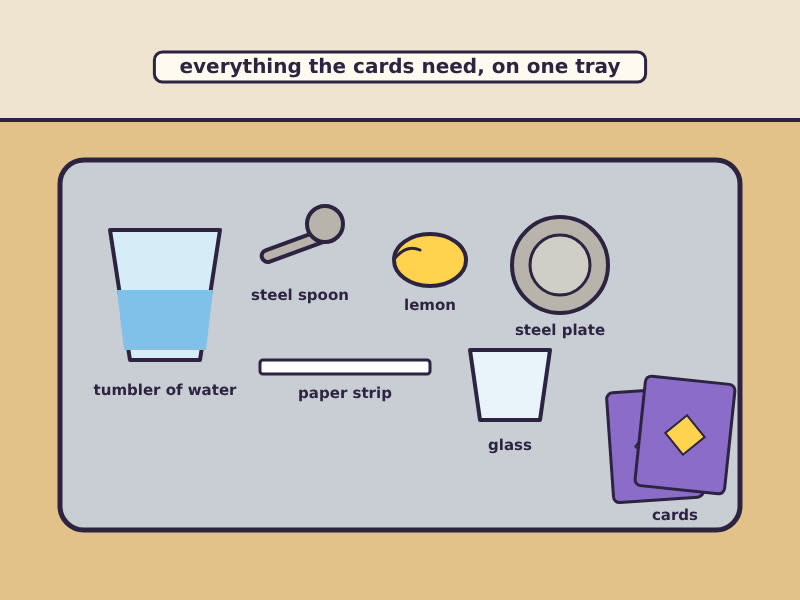 everything the cards need, on one tray
steel spoon
lemon
steel plate
tumbler of water
paper strip
glass
cards